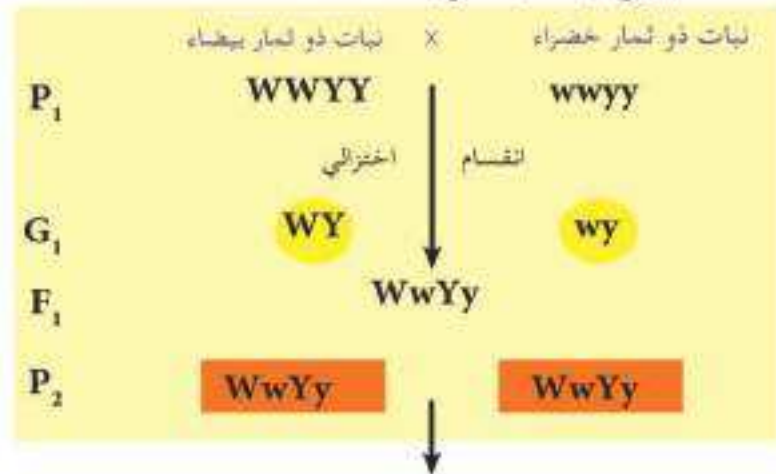 نبات ذو ثمار خضراء × نبات ذو ثمار بيضاء
P₁ WWYY wwyy
انقسام اختزالي
G₁ WY wy
F₁ WwYy
P₂ WwYy WwYy